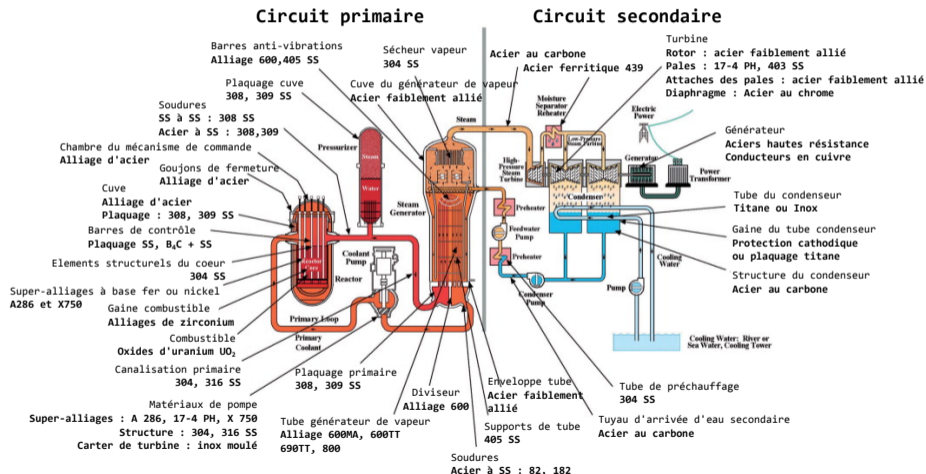 Circuit primaire
Circuit secondaire
Barres anti-vibrations
Alliage 600,405 SS
Sécheur vapeur
304 SS
Acier au carbone
Acier ferritique 439
Turbine
Rotor : acier faiblement allié
Pales : 17-4 PH, 403 SS
Attaches des pales : acier faiblement allié
Diaphragme : Acier au chrome
Plaquage cuve
308, 309 SS
Cuve du générateur de vapeur
Acier faiblement allié
Soudures
SS à SS : 308 SS
Acier à SS : 308,309
Chambre du mécanisme de commande
Alliage d'acier
Goujons de fermeture
Alliage d'acier
Cuve
Alliage d'acier
Plaquage : 308, 309 SS
Barres de contrôle
Plaquage SS, B₄C + SS
Elements structurels du coeur
304 SS
Super-alliages à base fer ou nickel
A286 et X750
Gaine combustible
Alliages de zirconium
Combustible
Oxides d'uranium UO₂
Canalisation primaire
304, 316 SS
Matériaux de pompe
Super-alliages : A 286, 17-4 PH, X 750
Structure : 304, 316 SS
Carter de turbine : inox moulé
Pressurizer
Steam
Water
Steam
Generator
Coolant
Pump
Reactor
Core
Reactor
Primary Loop
Primary
Coolant
Steam
High-
Pressure
Steam
Turbine
Moisture
Separator
Reheater
Low-Pressure
Steam Turbine
Electric
Power
Generator
Power
Transformer
Condenser
Preheater
Feedwater
Pump
Preheater
Condenser
Pump
Cooling
Water
Pump
Cooling Water: River or
Sea Water, Cooling Tower
Générateur
Aciers hautes résistance
Conducteurs en cuivre
Tube du condenseur
Titane ou Inox
Gaine du tube condenseur
Protection cathodique
ou plaquage titane
Structure du condenseur
Acier au carbone
Plaquage primaire
308, 309 SS
Diviseur
Alliage 600
Tube générateur de vapeur
Alliage 600MA, 600TT
690TT, 800
Enveloppe tube
Acier faiblement
allié
Supports de tube
405 SS
Soudures
Acier à SS : 82, 182
Tube de préchauffage
304 SS
Tuyau d'arrivée d'eau secondaire
Acier au carbone